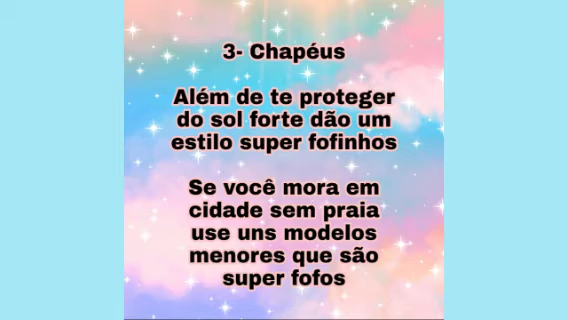 3- Chapéus
Além de te proteger
do sol forte dão um
estilo super fofinhos
Se você mora em
cidade sem praia
use uns modelos
menores que são
super fofos